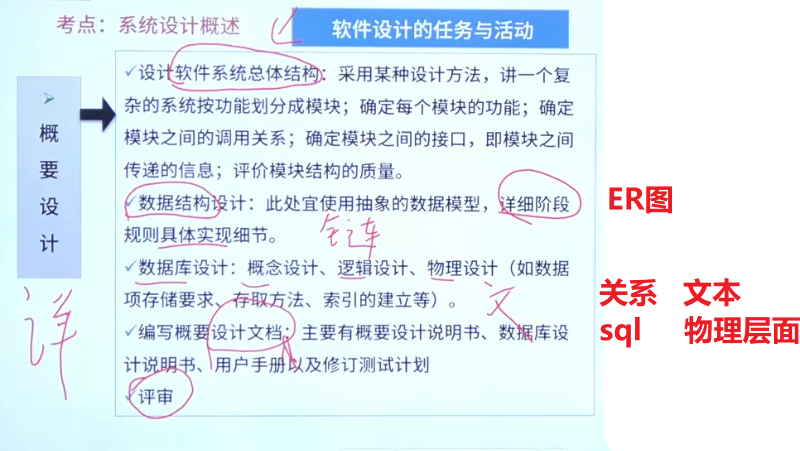 考点：系统设计概述
软件设计的任务与活动
概
要
设
计
✓设计软件系统总体结构：采用某种设计方法，讲一个复
杂的系统按功能划分成模块；确定每个模块的功能；确定
模块之间的调用关系；确定模块之间的接口，即模块之间
传递的信息；评价模块结构的质量。
✓数据结构设计：此处宜使用抽象的数据模型，详细阶段
规则具体实现细节。
✓数据库设计：概念设计、逻辑设计、物理设计（如数据
项存储要求、存取方法、索引的建立等）。
✓编写概要设计文档：主要有概要设计说明书、数据库设
计说明书、用户手册以及修订测试计划
✓评审
详
文
ER图
关系 文本
sql 物理层面